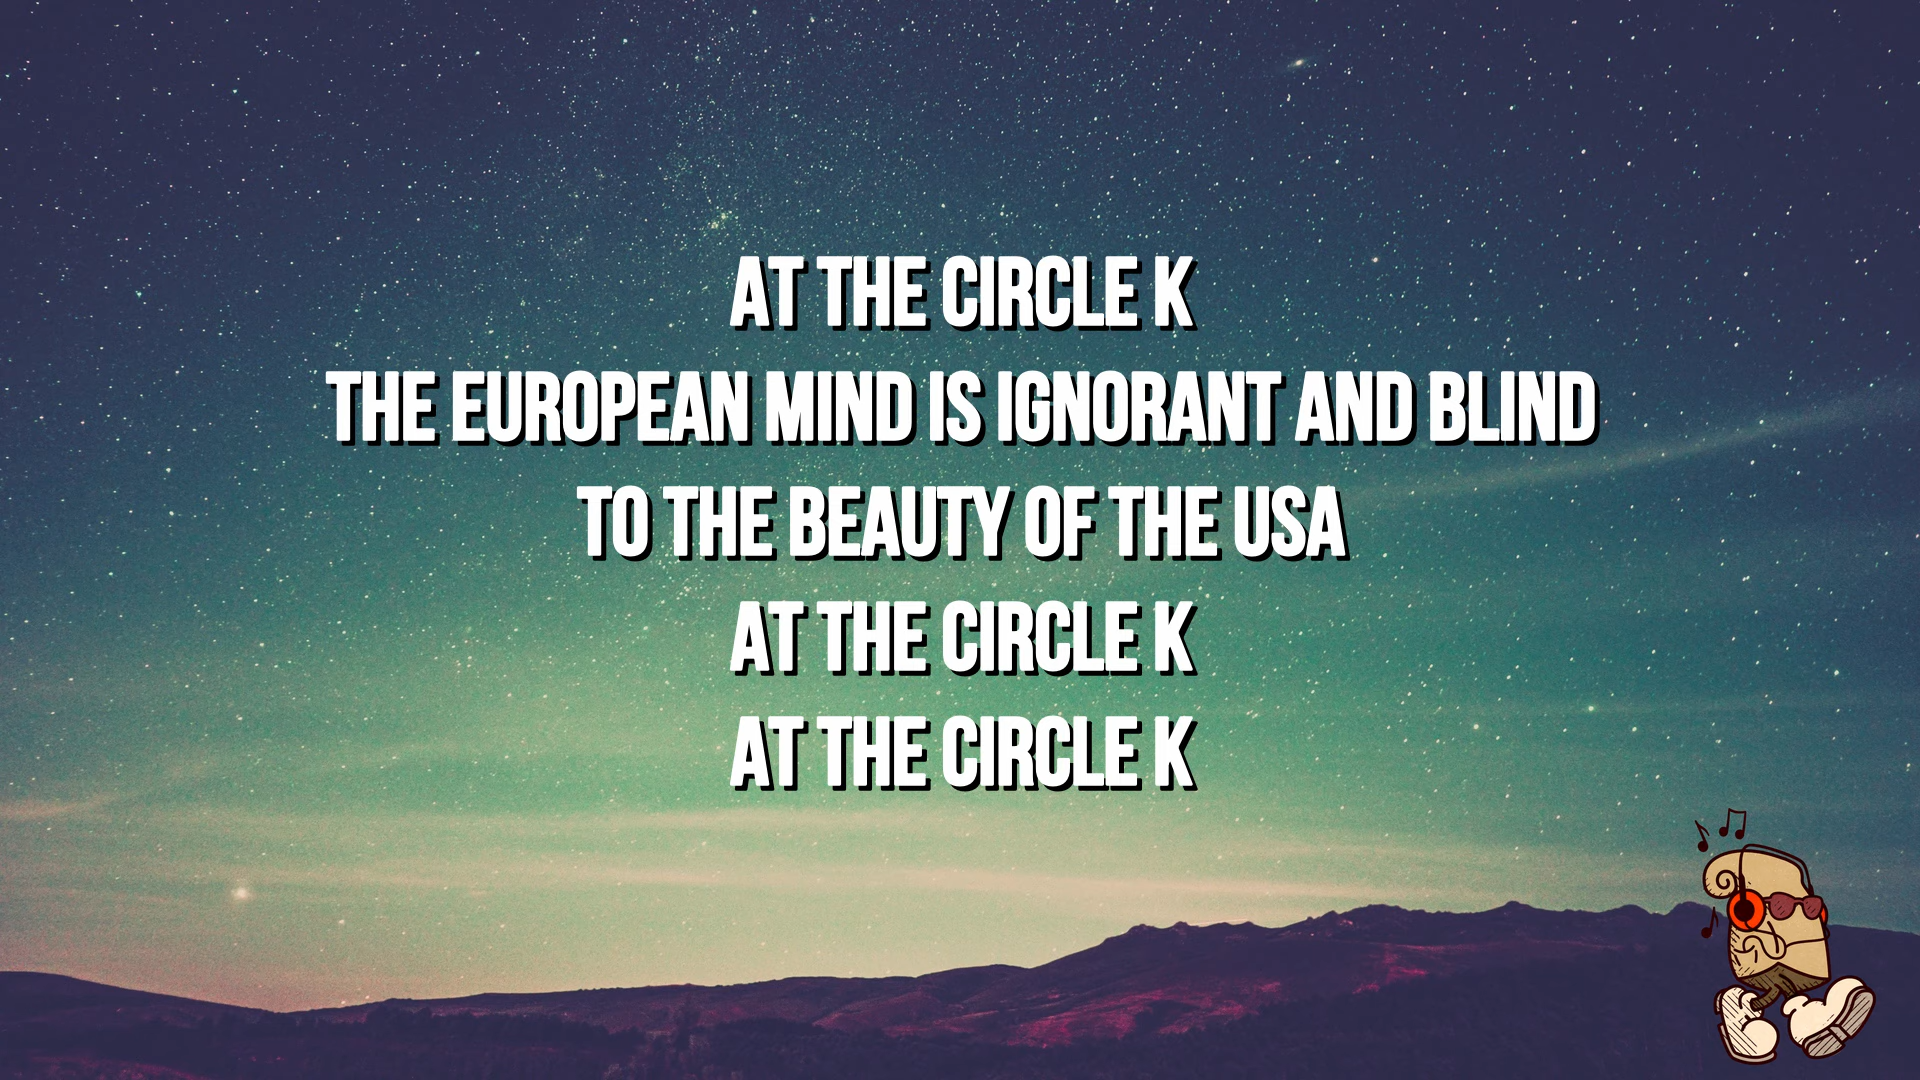 AT THE CIRCLE K
THE EUROPEAN MIND IS IGNORANT AND BLIND
TO THE BEAUTY OF THE USA
AT THE CIRCLE K
AT THE CIRCLE K